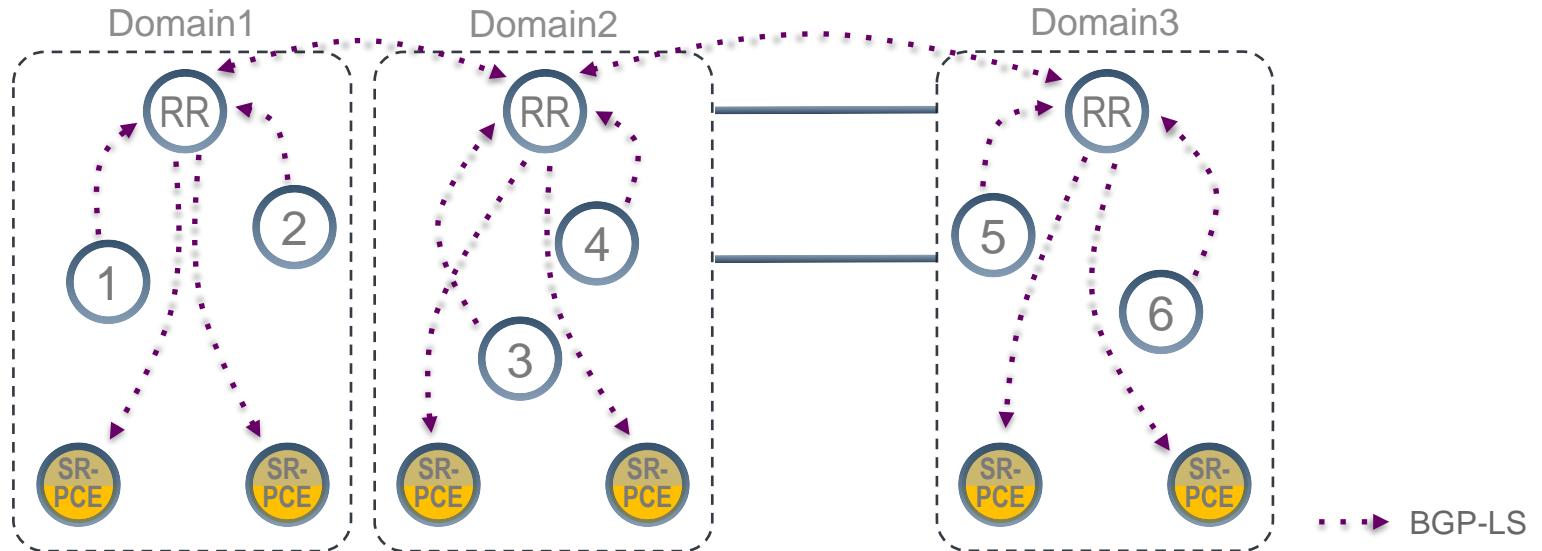 Domain1
Domain2
Domain3
RR
RR
RR
1
2
3
4
5
6
SR-
PCE
SR-
PCE
SR-
PCE
SR-
PCE
SR-
PCE
SR-
PCE
BGP-LS